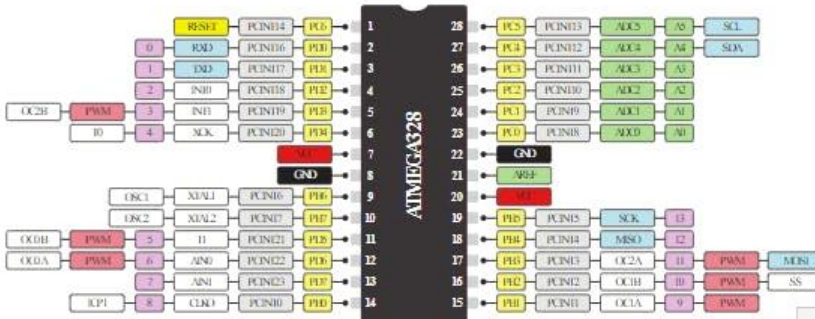 RESET PCINT14 PC6 1 28 PC5 PCINT13 ADC5 A5 SCL
0 RXD PCINT16 PD0 2 27 PC4 PCINT12 ADC4 A4 SDA
1 TXD PCINT17 PD1 3 26 PC3 PCINT11 ADC3 A3
2 INT0 PCINT18 PD2 4 25 PC2 PCINT10 ADC2 A2
OC2B PWM 3 INT1 PCINT19 PD3 5 24 PC1 PCINT9 ADC1 A1
T0 4 XCK PCINT20 PD4 6 23 PC0 PCINT8 ADC0 A0
VCC 7 22 GND
GND 8 21 AREF
OSC1 XTAL1 PCINT6 PB6 9 20 VCC
OSC2 XTAL2 PCINT7 PB7 10 19 PB5 PCINT5 SCK 13
OC0B PWM 5 T1 PCINT21 PD5 11 18 PB4 PCINT4 MISO 12
OC0A PWM 6 AIN0 PCINT22 PD6 12 17 PB3 PCINT3 OC2A 11 PWM MOSI
7 AIN1 PCINT23 PD7 13 16 PB2 PCINT2 OC1B 10 PWM SS
ICP1 8 CLKO PCINT0 PB0 14 15 PB1 PCINT1 OC1A 9 PWM
ATMEGA328